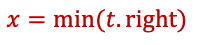 x = min(t.right)